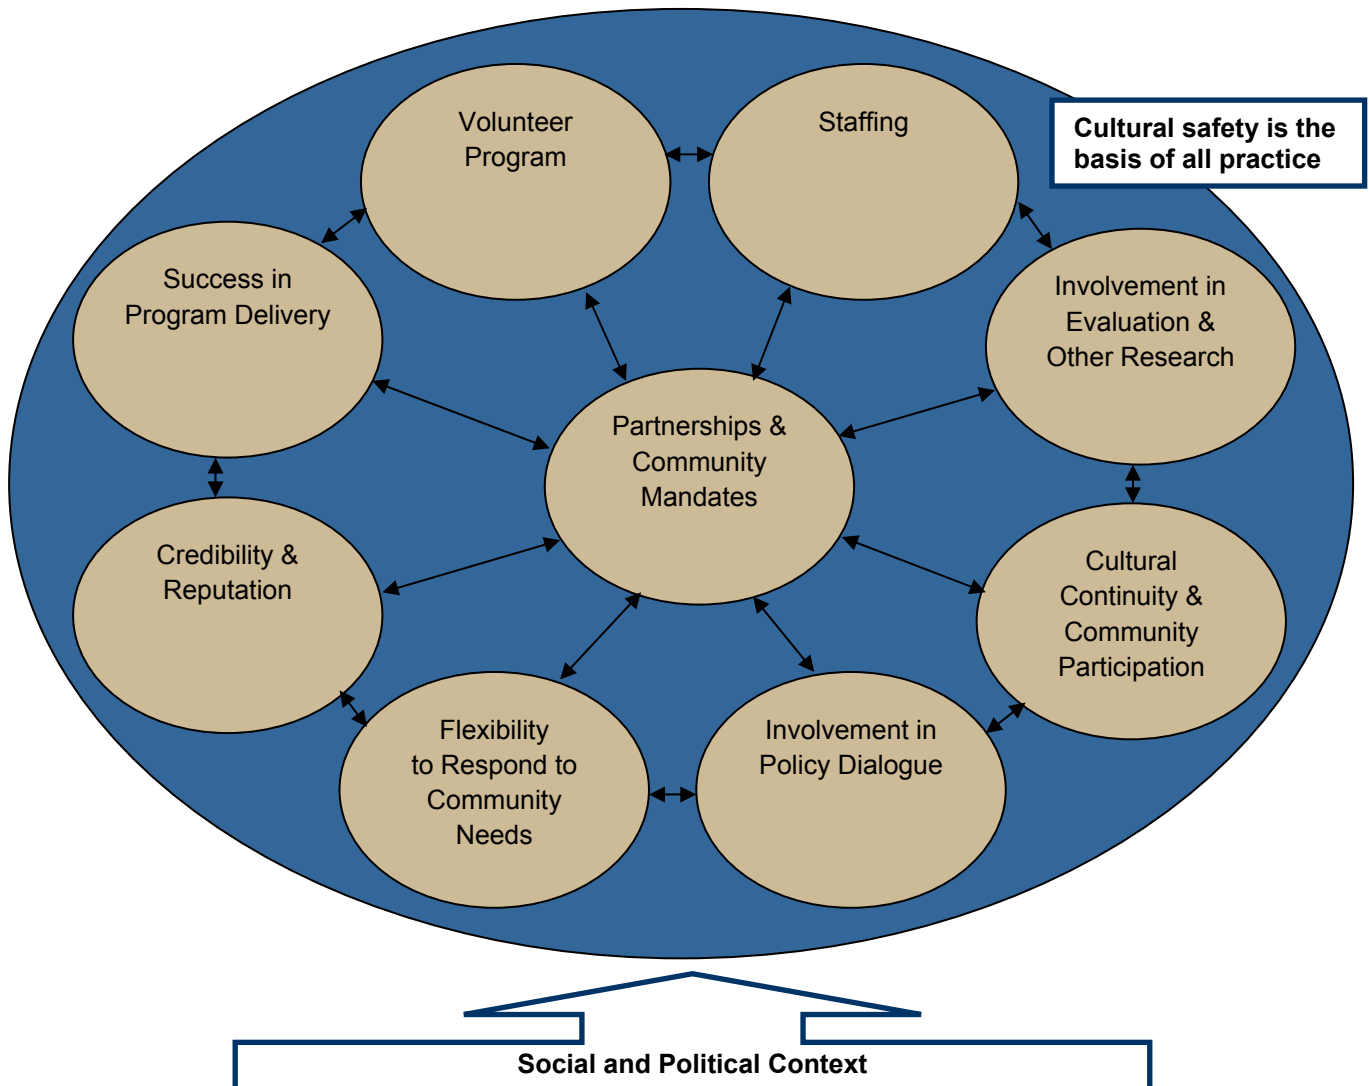 Volunteer
Program
Staffing
Cultural safety is the
basis of all practice
Success in
Program Delivery
Involvement in
Evaluation &
Other Research
Partnerships &
Community
Mandates
Credibility &
Reputation
Cultural
Continuity &
Community
Participation
Flexibility
to Respond to
Community
Needs
Involvement in
Policy Dialogue
Social and Political Context